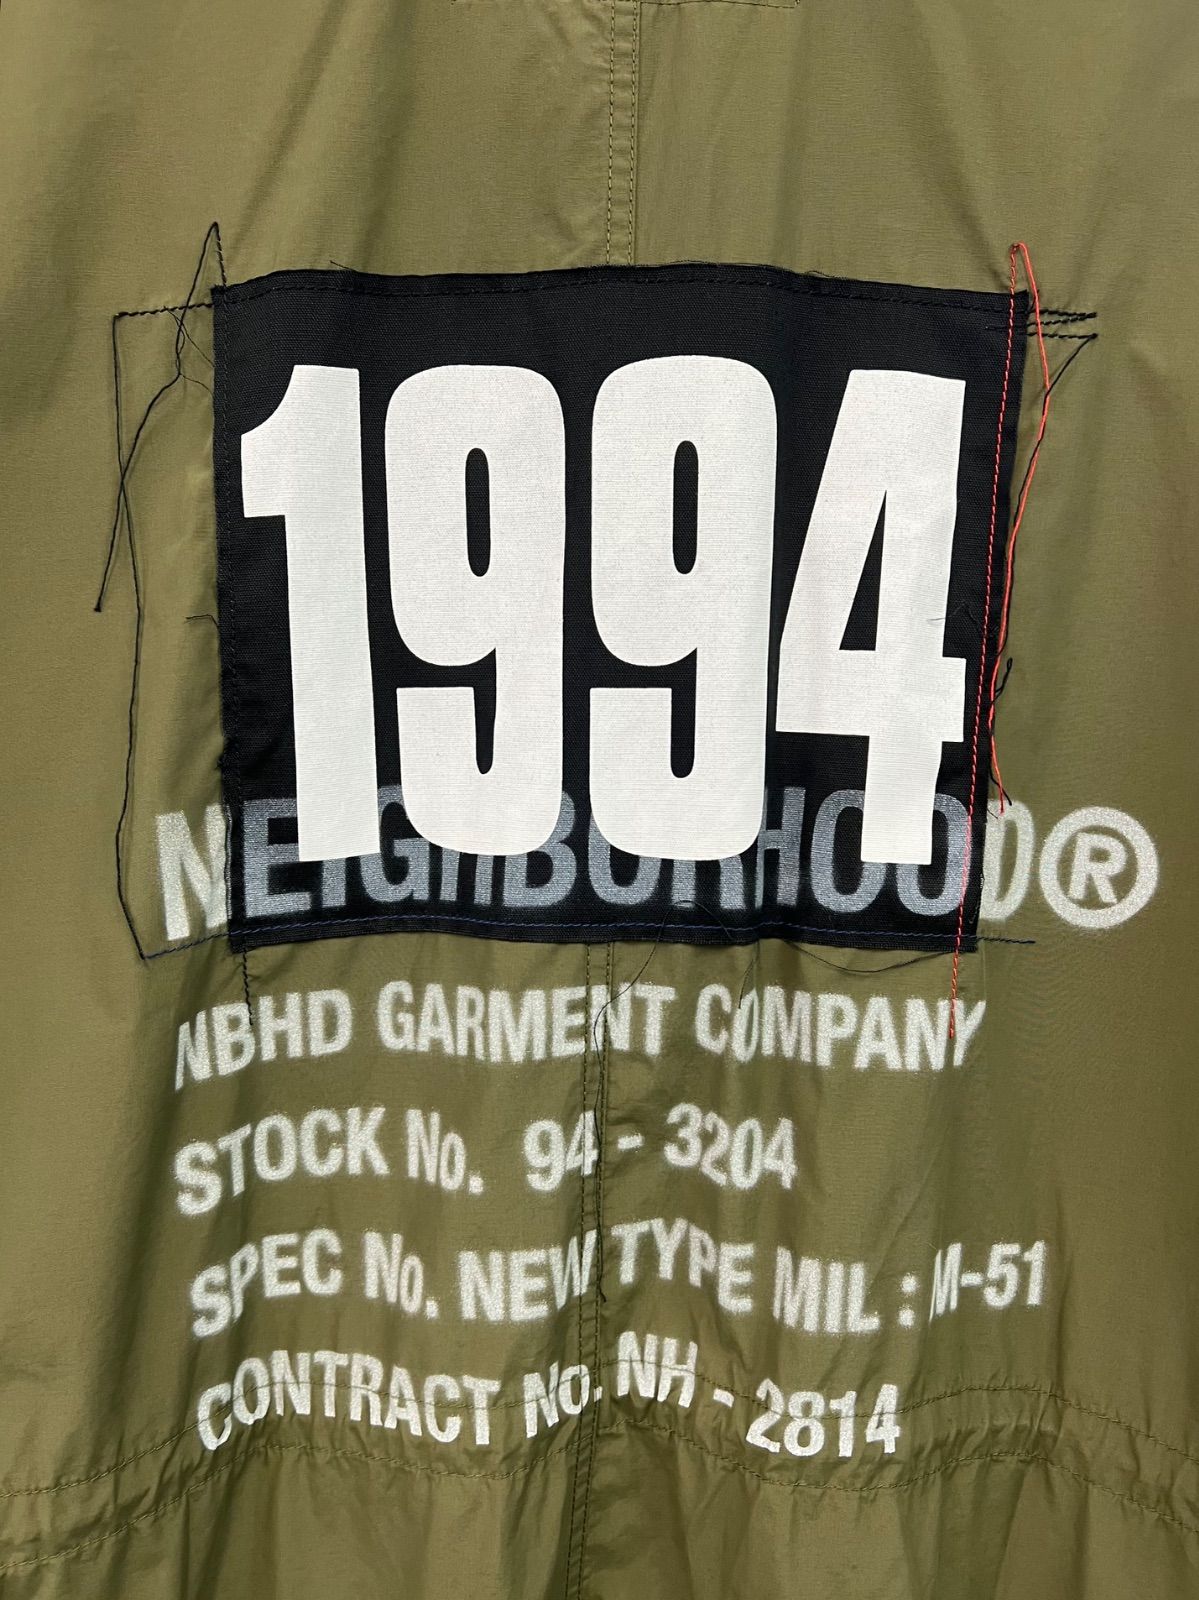 1994
NEIGHBORHOOD®
NBHD GARMENT COMPANY
STOCK No. 94 - 3204
SPEC No. NEW TYPE MIL : M-51
CONTRACT No. NH - 2814